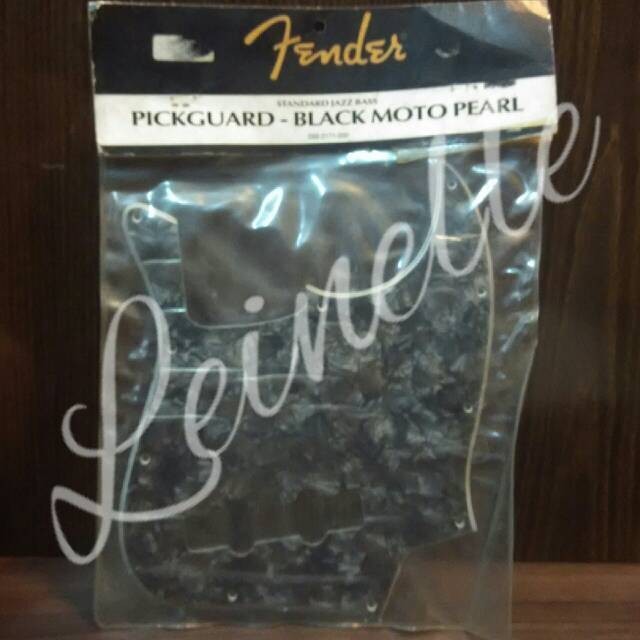 Fender
STANDARD JAZZ BASS
PICKGUARD - BLACK MOTO PEARL
Leinette